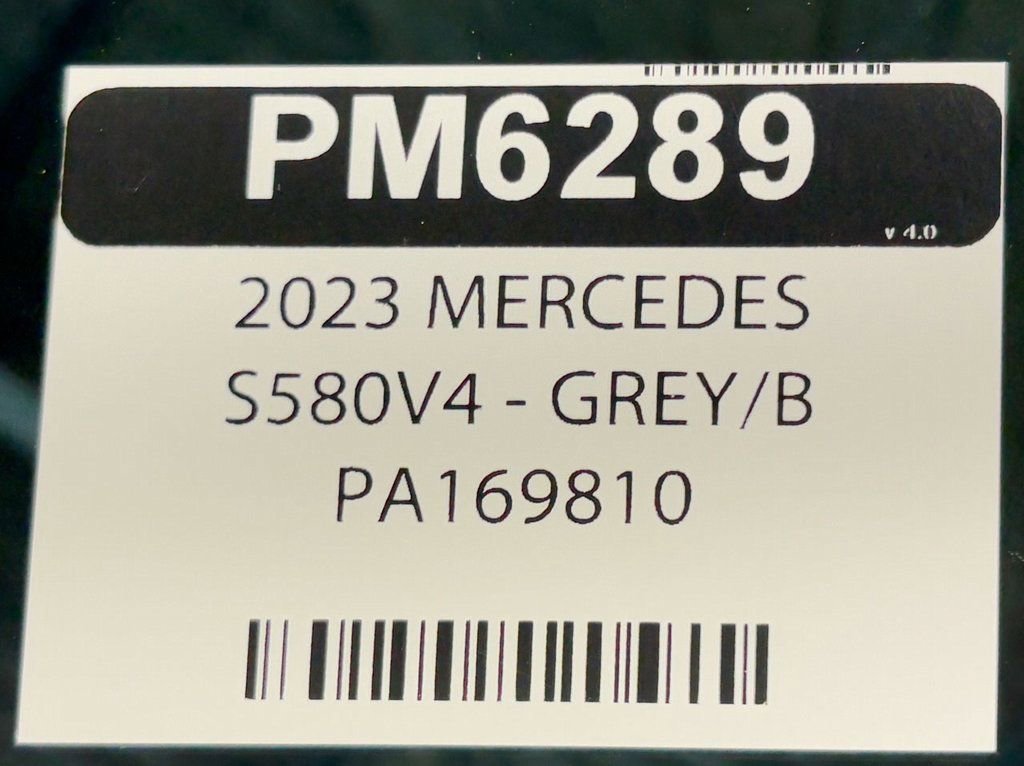 PM6289
v 4.0
2023 MERCEDES
S580V4 - GREY/B
PA169810